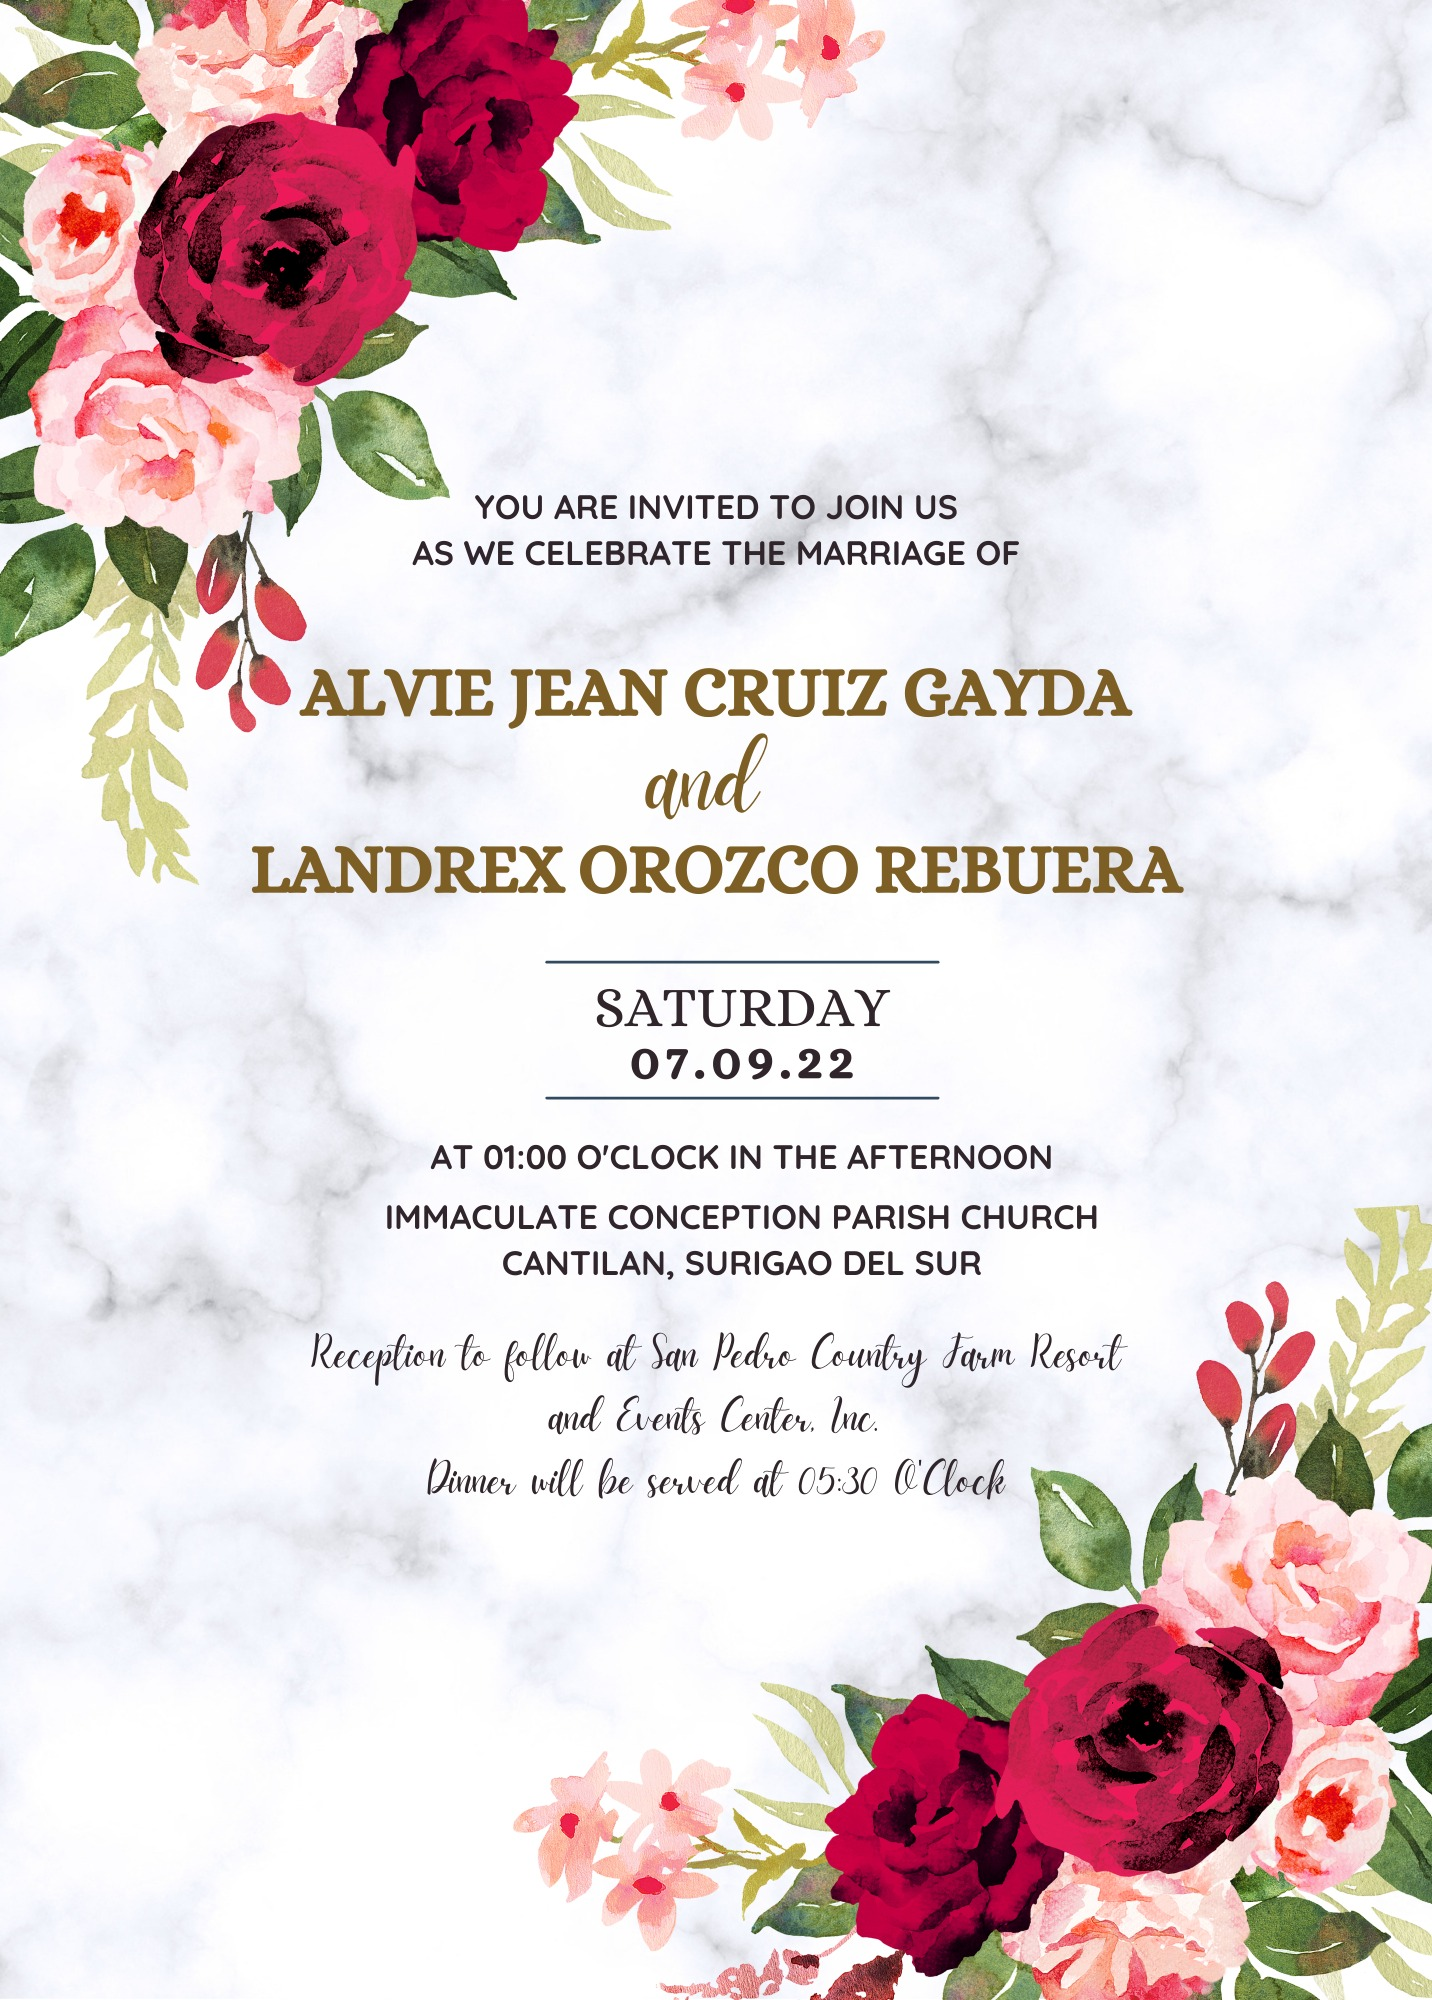 YOU ARE INVITED TO JOIN US
AS WE CELEBRATE THE MARRIAGE OF
ALVIE JEAN CRUIZ GAYDA
and
LANDREX OROZCO REBUERA
SATURDAY
07.09.22
AT 01:00 O'CLOCK IN THE AFTERNOON
IMMACULATE CONCEPTION PARISH CHURCH
CANTILAN, SURIGAO DEL SUR
Reception to follow at San Pedro Country Farm Resort
and Events Center, Inc.
Dinner will be served at 05:30 O'Clock